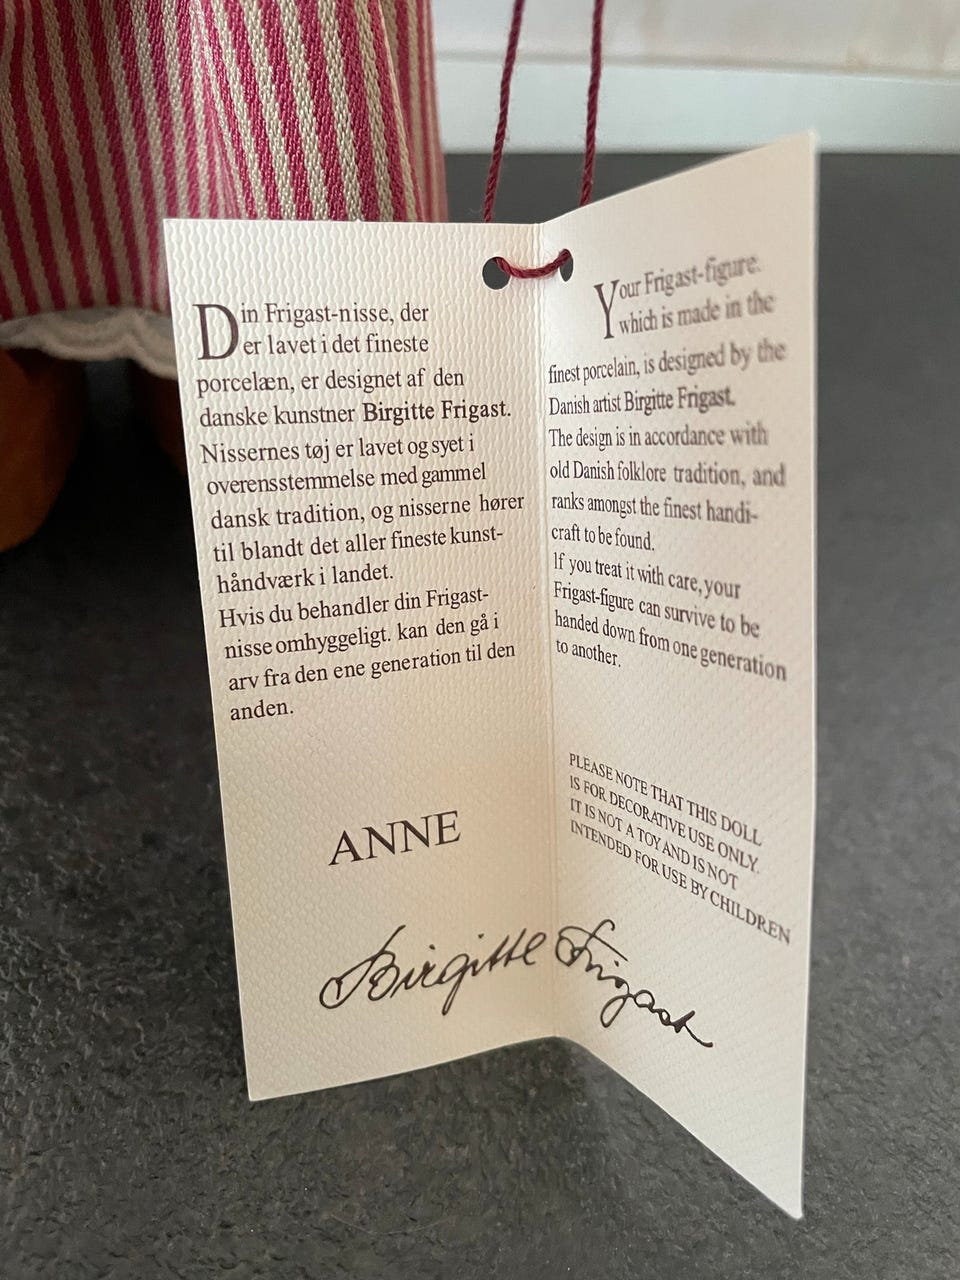 Din Frigast-nisse, der
er lavet i det fineste
porcelæn, er designet af den
danske kunstner Birgitte Frigast.
Nissernes tøj er lavet og syet i
overensstemmelse med gammel
dansk tradition, og nisserne hører
til blandt det aller fineste kunst-
håndværk i landet.
Hvis du behandler din Frigast-
nisse omhyggeligt. kan den gå i
arv fra den ene generation til den
anden.
ANNE
Your Frigast-figure.
which is made in the
finest porcelain, is designed by the
Danish artist Birgitte Frigast.
The design is in accordance with
old Danish folklore tradition, and
ranks amongst the finest handi-
craft to be found.
If you treat it with care, your
Frigast-figure can survive to be
handed down from one generation
to another.
PLEASE NOTE THAT THIS DOLL
IS FOR DECORATIVE USE ONLY.
IT IS NOT A TOY AND IS NOT
INTENDED FOR USE BY CHILDREN
Birgitte Frigast